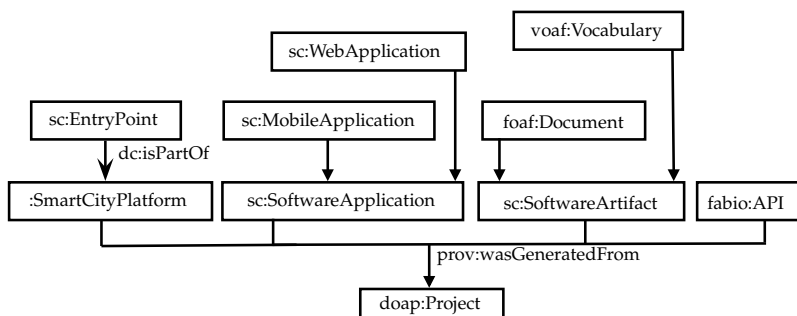 voaf:Vocabulary
sc:WebApplication
sc:EntryPoint
sc:MobileApplication
foaf:Document
dc:isPartOf
:SmartCityPlatform
sc:SoftwareApplication
sc:SoftwareArtifact
fabio:API
prov:wasGeneratedFrom
doap:Project